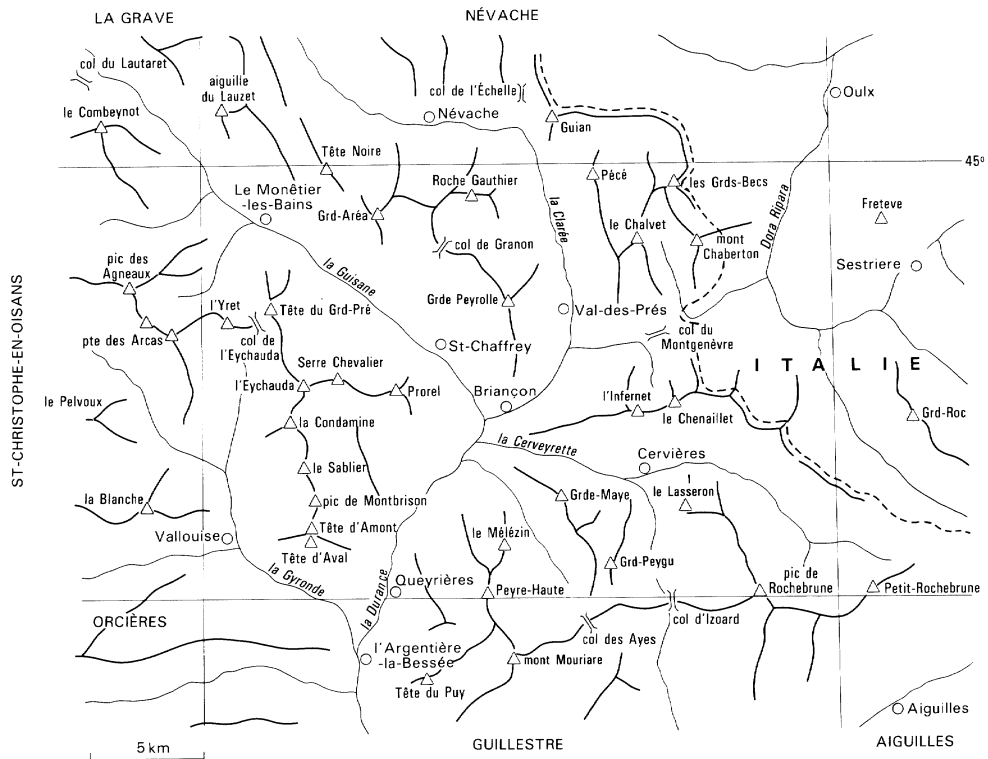 LA GRAVE
NÉVACHE
col du Lautaret
aiguille
du Lauzet
col de l'Échelle
Oulx
le Combeynot
Névache
Guian
Tête Noire
45°
Pécé
les Grds-Becs
Roche Gauthier
Le Monêtier
-les-Bains
Grd-Aréa
la Clarée
Dora Ripara
Freteve
le Chalvet
mont
Chaberton
col de Granon
Sestriere
pic des
Agneaux
la Guisane
ST-CHRISTOPHE-EN-OISANS
l'Yret
Tête du Grd-Pré
Grde Peyrolle
Val-des-Prés
pte des Arcas
col de
l'Eychauda
col du
Montgenèvre
St-Chaffrey
ITALIE
Serre Chevalier
l'Eychauda
Prorel
Briançon
l'Infernet
le Chenaillet
le Pelvoux
Grd-Roc
la Condamine
la Cerveyrette
Cervières
le Sablier
la Blanche
pic de Montbrison
Grde-Maye
le Lasseron
Vallouise
Tête d'Amont
Tête d'Aval
le Mélézin
Grd-Peygu
la Gyronde
la Durance
Queyrières
Peyre-Haute
pic de
Rochebrune
Petit-Rochebrune
ORCIÈRES
col des Ayes
col d'Izoard
l'Argentière
-la-Bessée
mont Mouriare
Tête du Puy
Aiguilles
5 km
GUILLESTRE
AIGUILLES